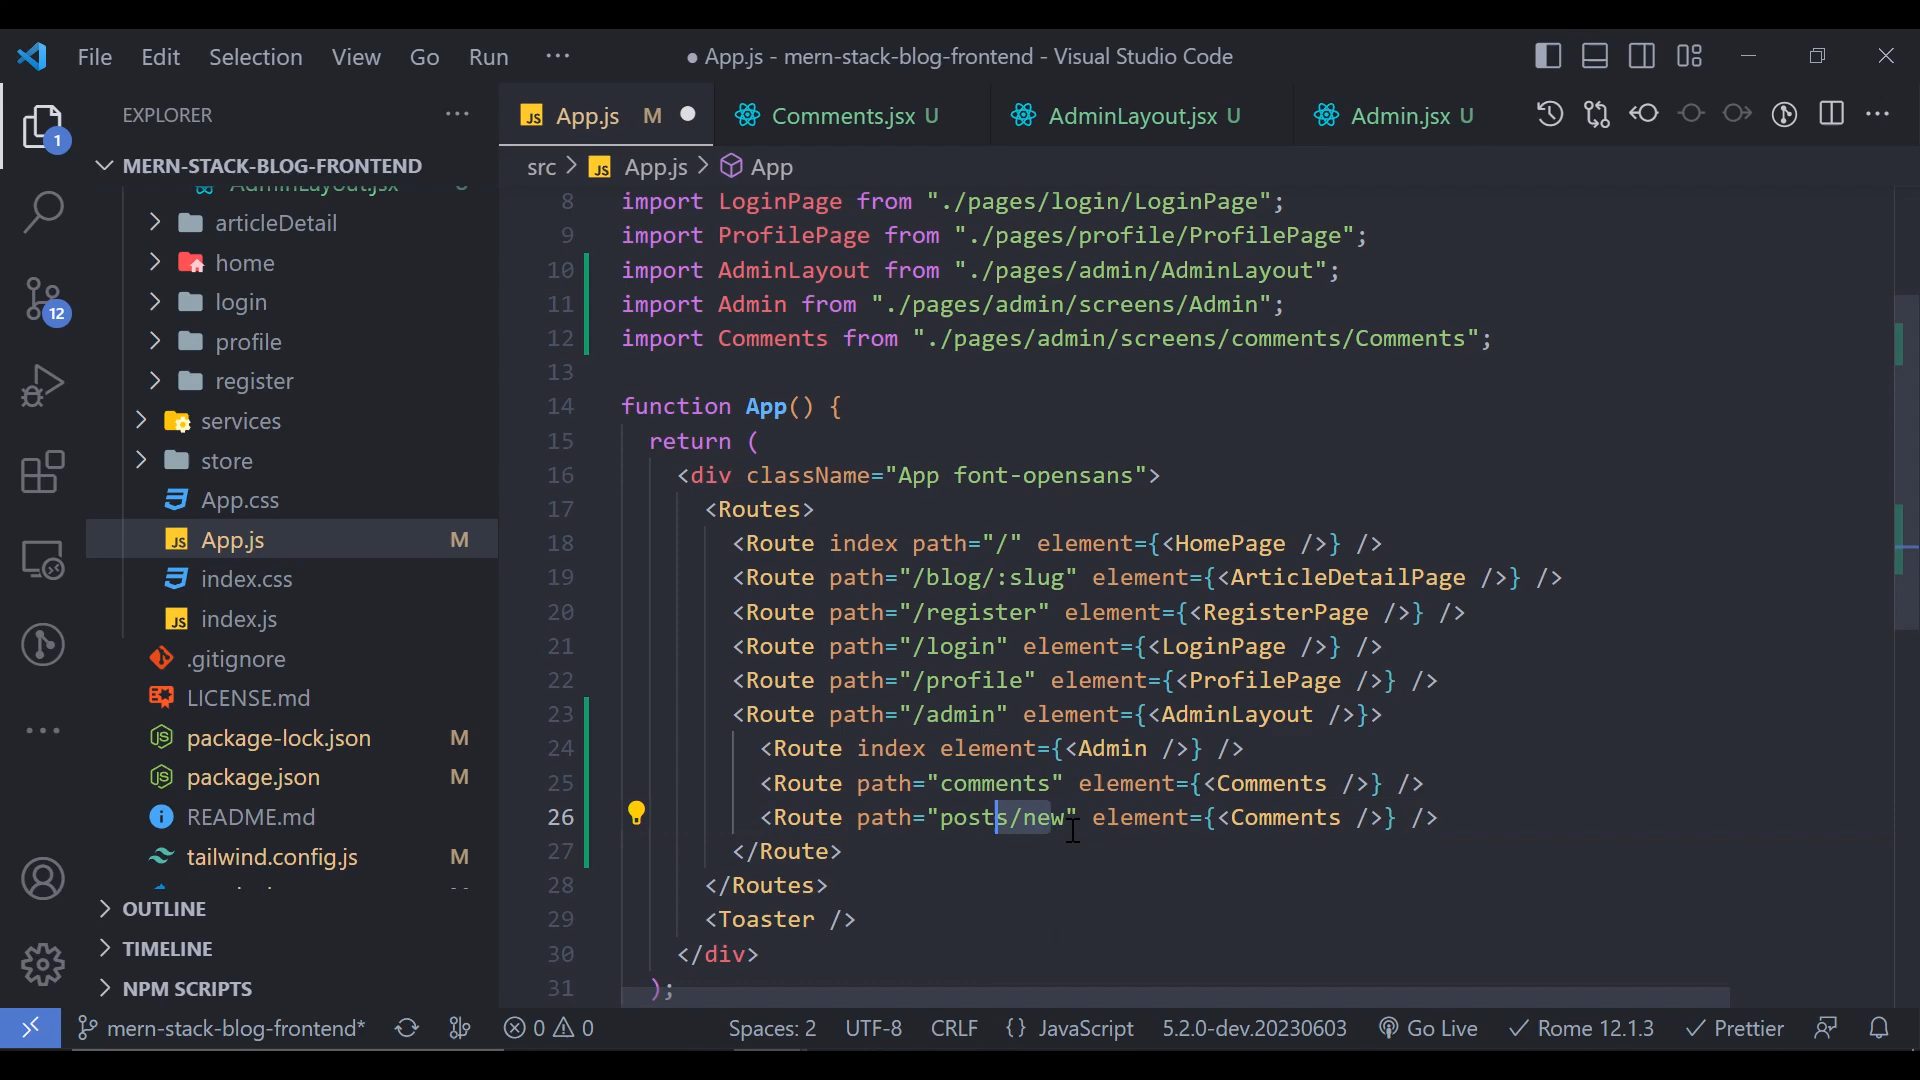 File Edit Selection View Go Run ···
● App.js - mern-stack-blog-frontend - Visual Studio Code
EXPLORER
App.js M
Comments.jsx U
AdminLayout.jsx U
Admin.jsx U
1
12
MERN-STACK-BLOG-FRONTEND
AdminLayout.jsx U
articleDetail
home
login
profile
register
services
store
App.css
App.js M
index.css
index.js
.gitignore
LICENSE.md
package-lock.json M
package.json M
README.md
tailwind.config.js M
OUTLINE
TIMELINE
NPM SCRIPTS
src > App.js > App
8 import LoginPage from "./pages/login/LoginPage";
9 import ProfilePage from "./pages/profile/ProfilePage";
10 import AdminLayout from "./pages/admin/AdminLayout";
11 import Admin from "./pages/admin/screens/Admin";
12 import Comments from "./pages/admin/screens/comments/Comments";
13
14 function App() {
15 return (
16 <div className="App font-opensans">
17 <Routes>
18 <Route index path="/" element={<HomePage />} />
19 <Route path="/blog/:slug" element={<ArticleDetailPage />} />
20 <Route path="/register" element={<RegisterPage />} />
21 <Route path="/login" element={<LoginPage />} />
22 <Route path="/profile" element={<ProfilePage />} />
23 <Route path="/admin" element={<AdminLayout />}>
24 <Route index element={<Admin />} />
25 <Route path="comments" element={<Comments />} />
26 <Route path="posts/new" element={<Comments />} />
27 </Route>
28 </Routes>
29 <Toaster />
30 </div>
31 );
mern-stack-blog-frontend* 0 0 Spaces: 2 UTF-8 CRLF {} JavaScript 5.2.0-dev.20230603 Go Live Rome 12.1.3 Prettier